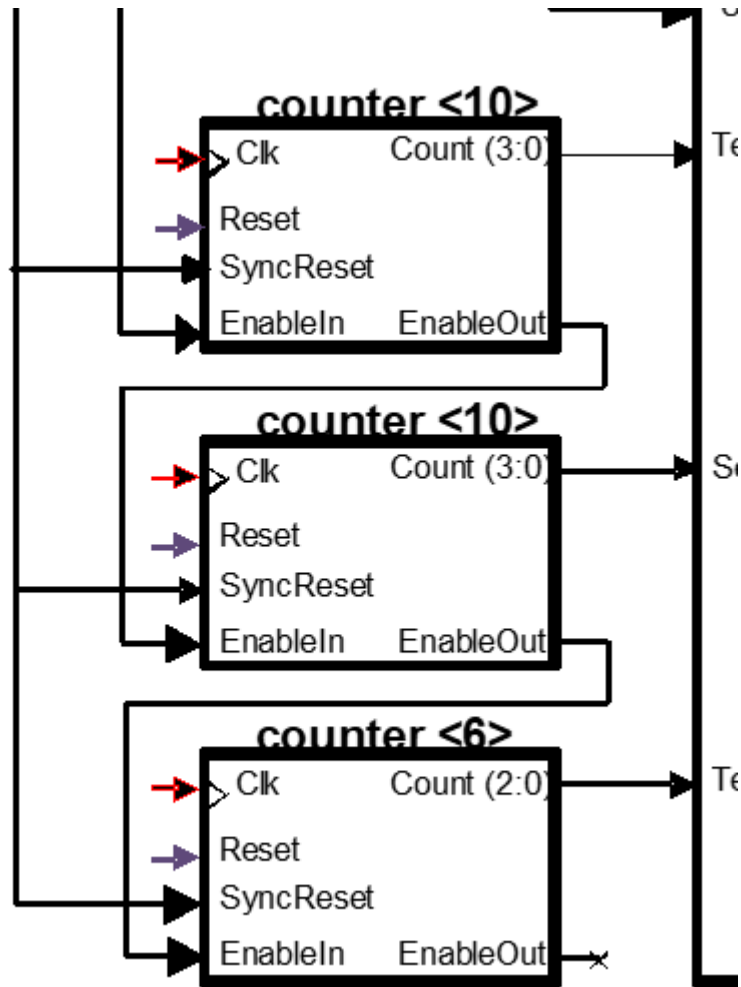 counter <10>
Clk Count (3:0)
Te
Reset
SyncReset
EnableIn EnableOut
counter <10>
Clk Count (3:0)
Se
Reset
SyncReset
EnableIn EnableOut
counter <6>
Clk Count (2:0)
Te
Reset
SyncReset
EnableIn EnableOut